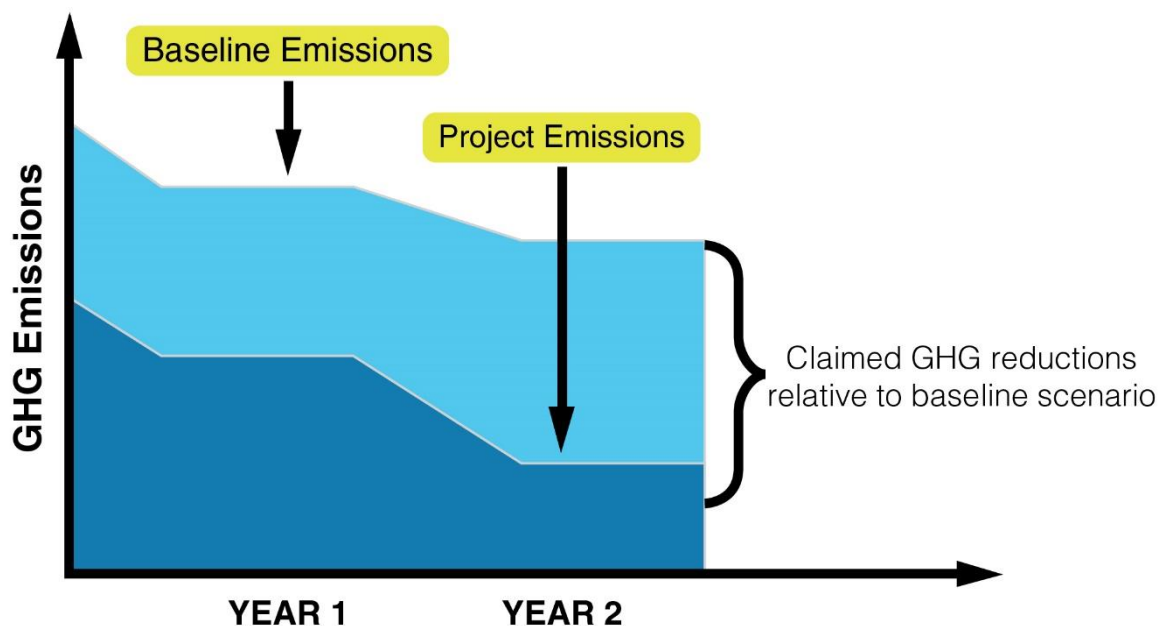 Baseline Emissions
Project Emissions
GHG Emissions
Claimed GHG reductions
relative to baseline scenario
YEAR 1
YEAR 2